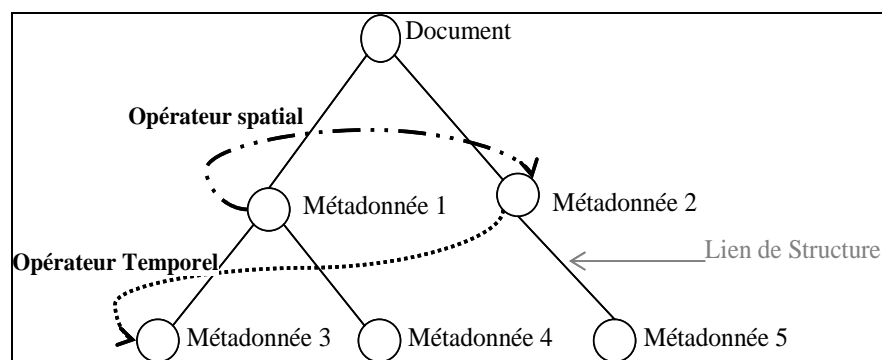 Document
Opérateur spatial
Métadonnée 1
Métadonnée 2
Opérateur Temporel
Lien de Structure
Métadonnée 3
Métadonnée 4
Métadonnée 5